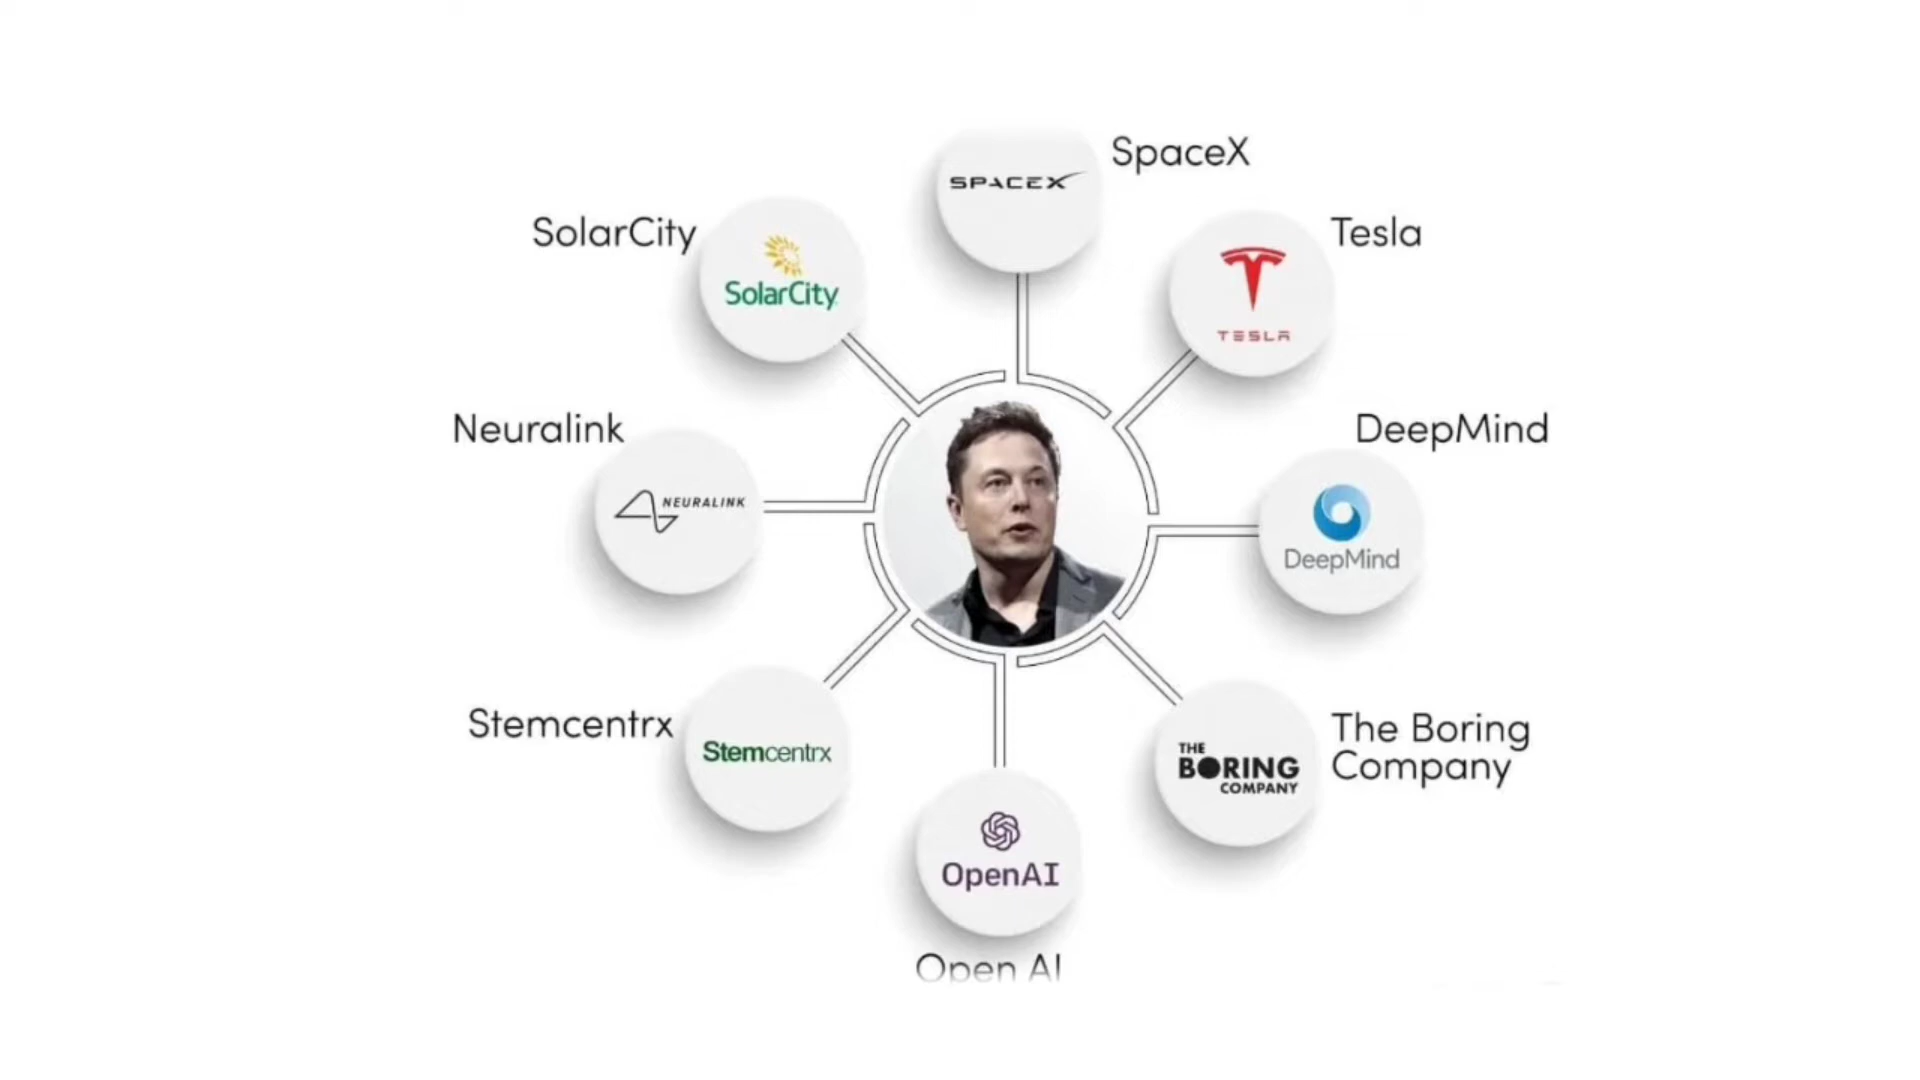 SpaceX
SPACEX
SolarCity
SolarCity
Tesla
TESLA
Neuralink
NEURALINK
DeepMind
DeepMind
Stemcentrx
Stemcentrx
The Boring
Company
THE
BORING
COMPANY
OpenAI
Open AI